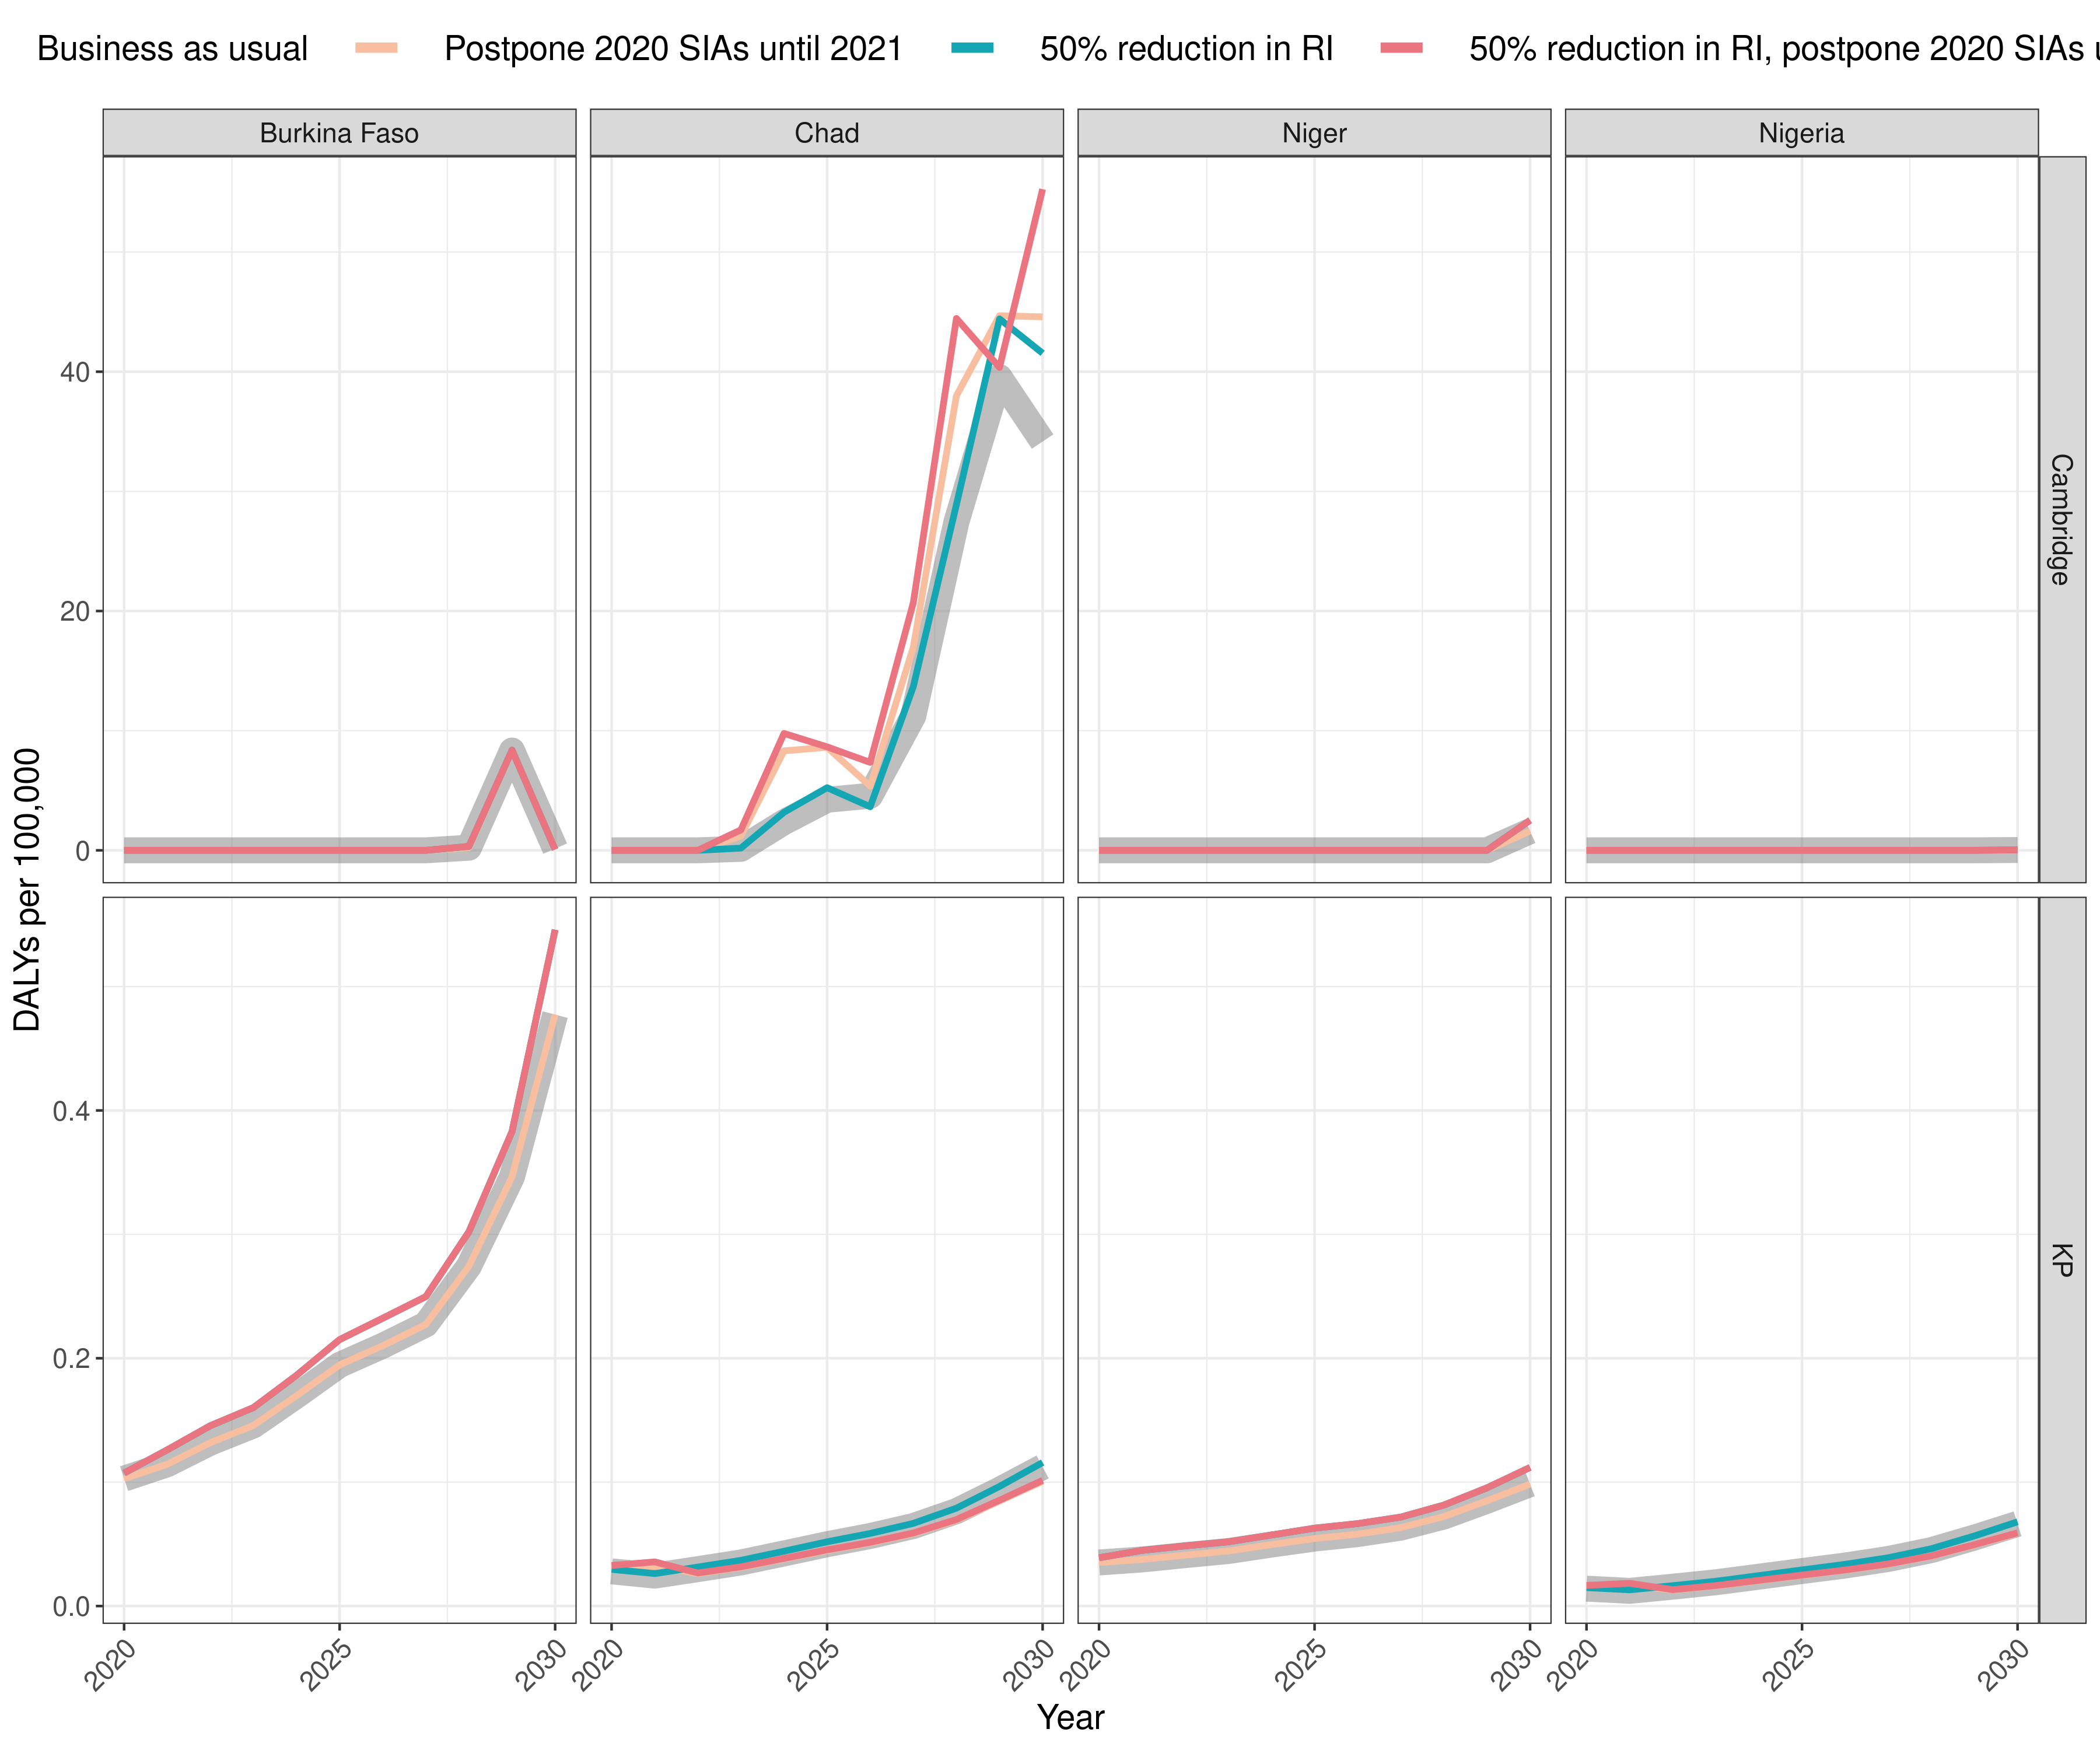 Business as usual Postpone 2020 SIAs until 2021 50% reduction in RI 50% reduction in RI, postpone 2020 SIAs
Burkina Faso Chad Niger Nigeria
Cambridge
40
20
0
DALYs per 100,000
KP
0.4
0.2
0.0
2020 2025 2030 2020 2025 2030 2020 2025 2030 2020 2025 2030
Year